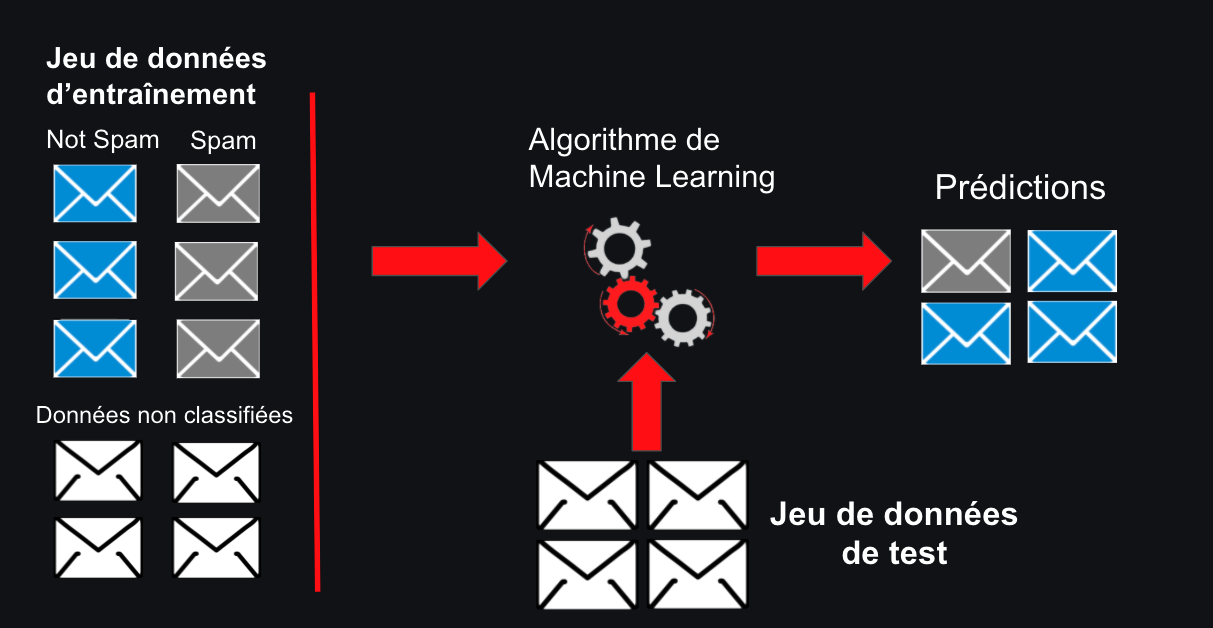 Jeu de données
d’entraînement
Not Spam
Spam
Données non classifiées
Algorithme de
Machine Learning
Prédictions
Jeu de données
de test